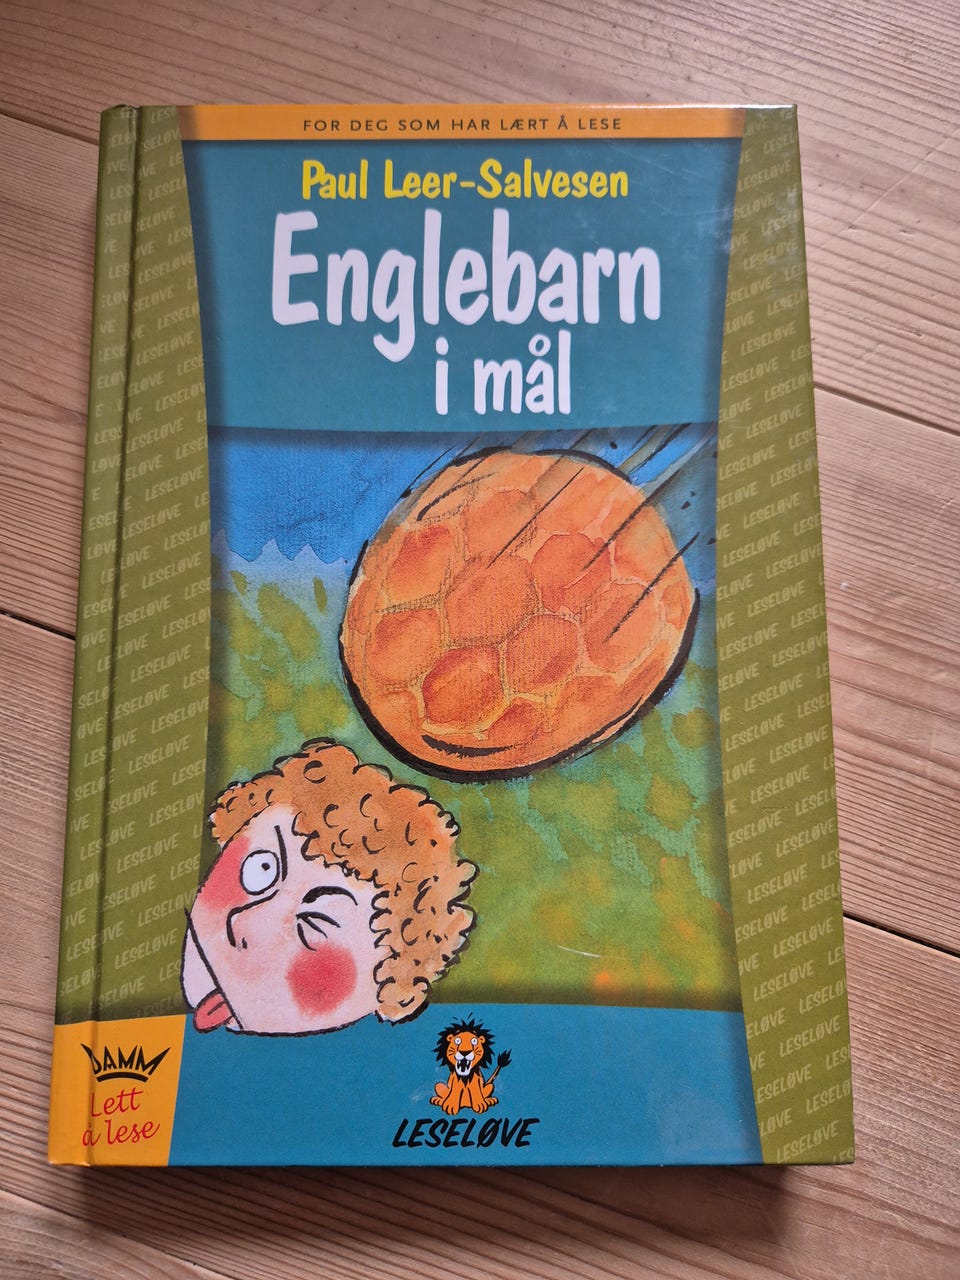 FOR DEG SOM HAR LÆRT Å LESE
Paul Leer-Salvesen
Englebarn
i mål
DAMM
Lett
å lese
LESELØVE